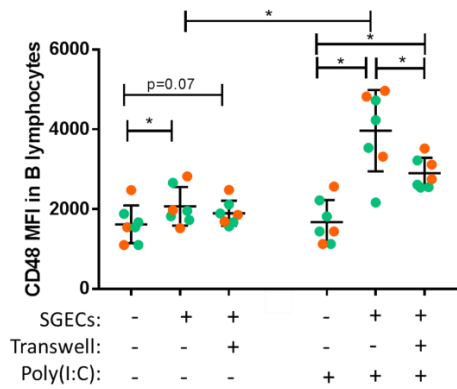 *
6000
*
p=0.07
*
*
*
CD48 MFI in B lymphocytes
4000
2000
0
SGECs: - + + - + +
Transwell: - - + - - +
Poly(I:C) - - - + + +